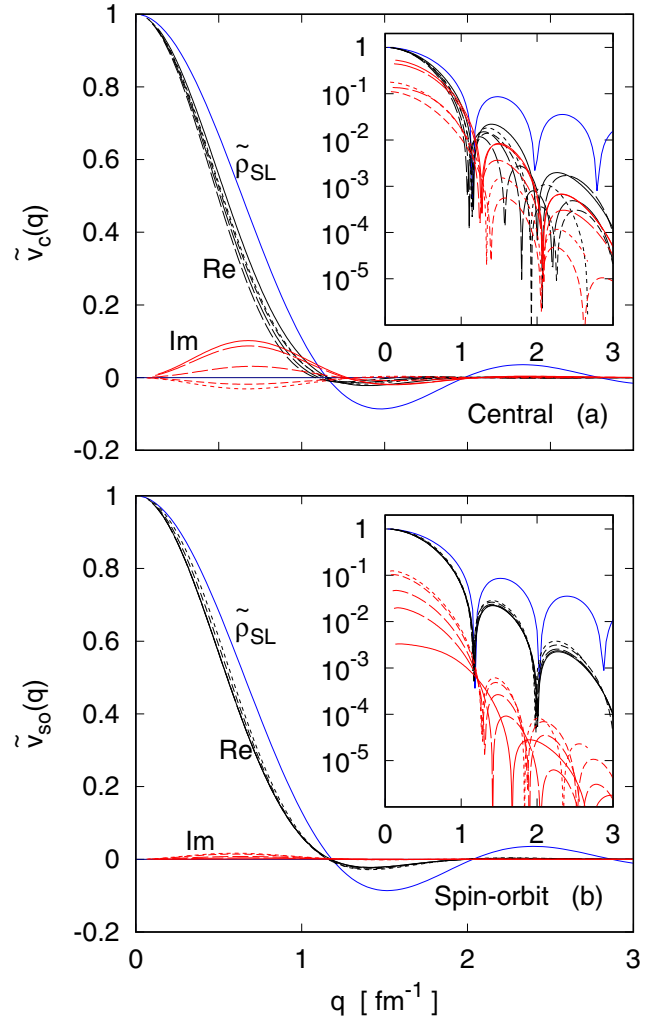 1
0.8
0.6
0.4
0.2
0
-0.2
ṽc(q)
ρ̃SL
Re
Im
1
10-1
10-2
10-3
10-4
10-5
0 1 2 3
Central (a)
1
0.8
0.6
0.4
0.2
0
-0.2
ṽso(q)
ρ̃SL
Re
Im
1
10-1
10-2
10-3
10-4
10-5
0 1 2 3
Spin-orbit (b)
0 1 2 3
q [ fm-1]